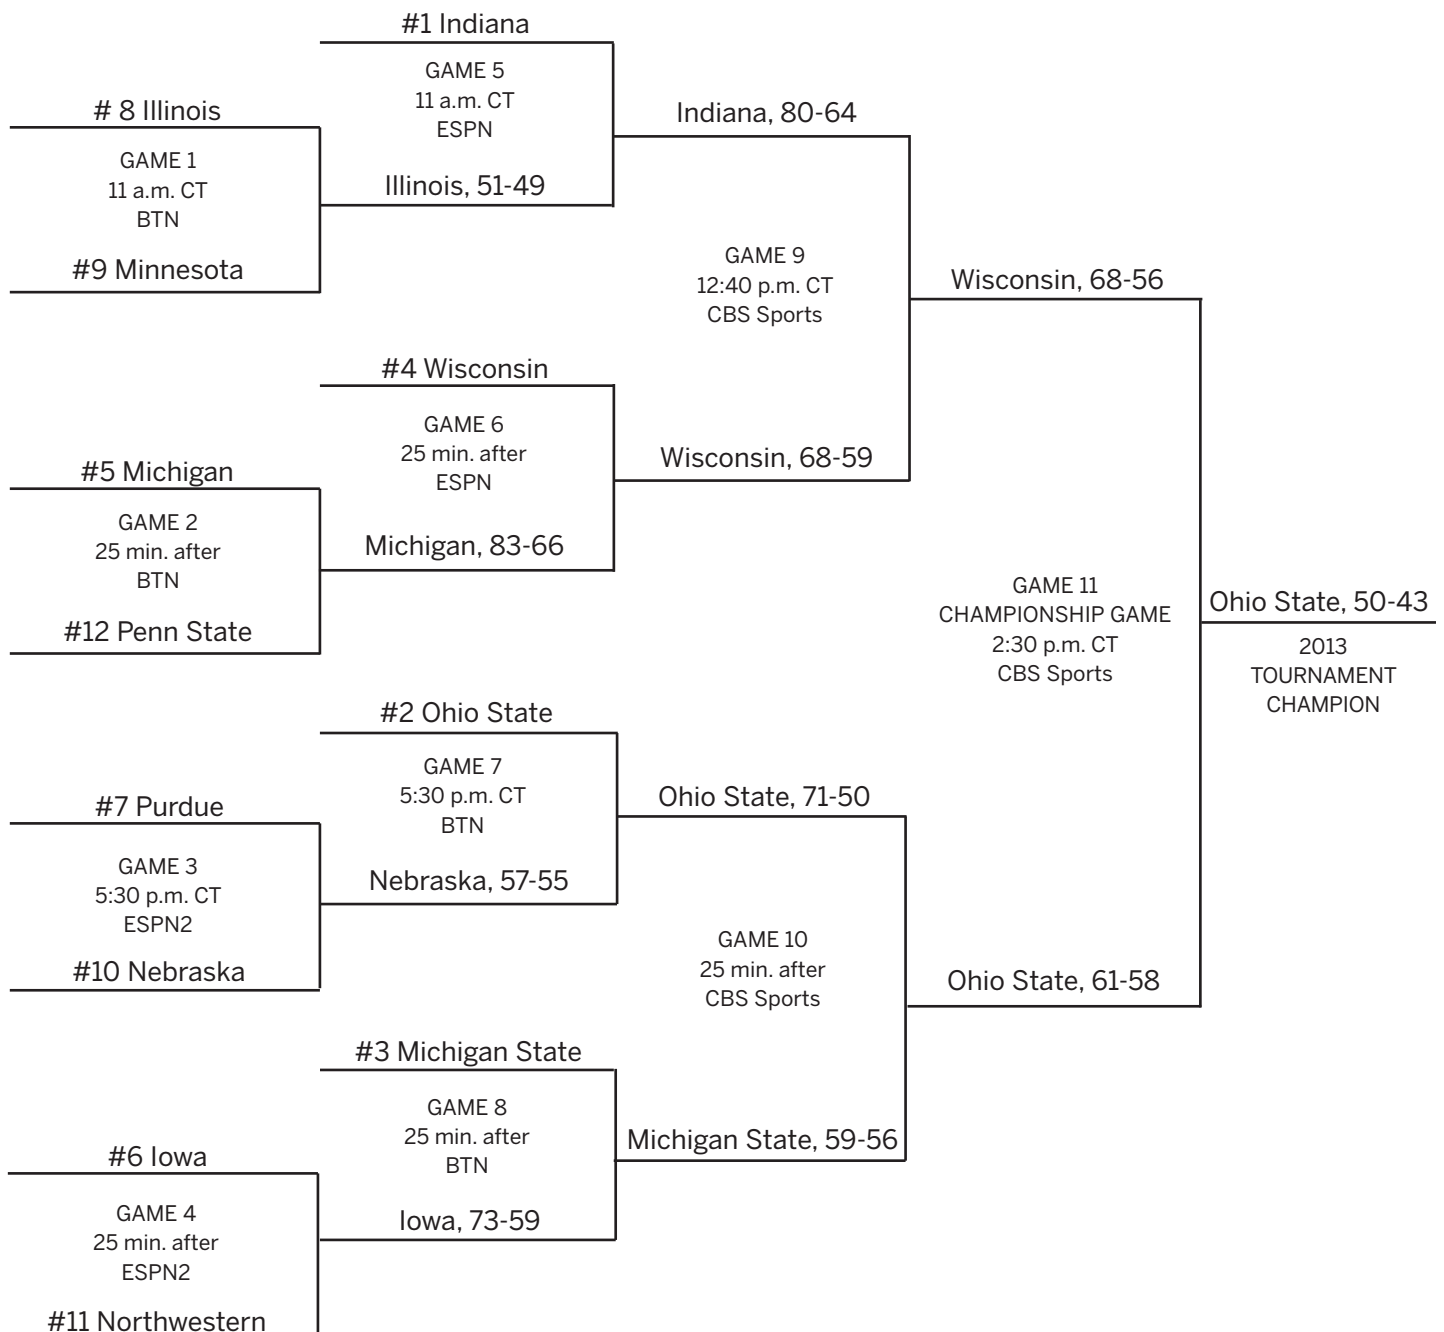 #1 Indiana
GAME 5
11 a.m. CT
ESPN
# 8 Illinois
GAME 1
11 a.m. CT
BTN
Illinois, 51-49
#9 Minnesota
Indiana, 80-64
GAME 9
12:40 p.m. CT
CBS Sports
Wisconsin, 68-56
#4 Wisconsin
GAME 6
25 min. after
ESPN
Wisconsin, 68-59
#5 Michigan
GAME 2
25 min. after
BTN
Michigan, 83-66
#12 Penn State
GAME 11
CHAMPIONSHIP GAME
2:30 p.m. CT
CBS Sports
Ohio State, 50-43
2013
TOURNAMENT
CHAMPION
#2 Ohio State
GAME 7
5:30 p.m. CT
BTN
Ohio State, 71-50
#7 Purdue
GAME 3
5:30 p.m. CT
ESPN2
Nebraska, 57-55
#10 Nebraska
GAME 10
25 min. after
CBS Sports
Ohio State, 61-58
#3 Michigan State
GAME 8
25 min. after
BTN
Michigan State, 59-56
#6 Iowa
GAME 4
25 min. after
ESPN2
Iowa, 73-59
#11 Northwestern